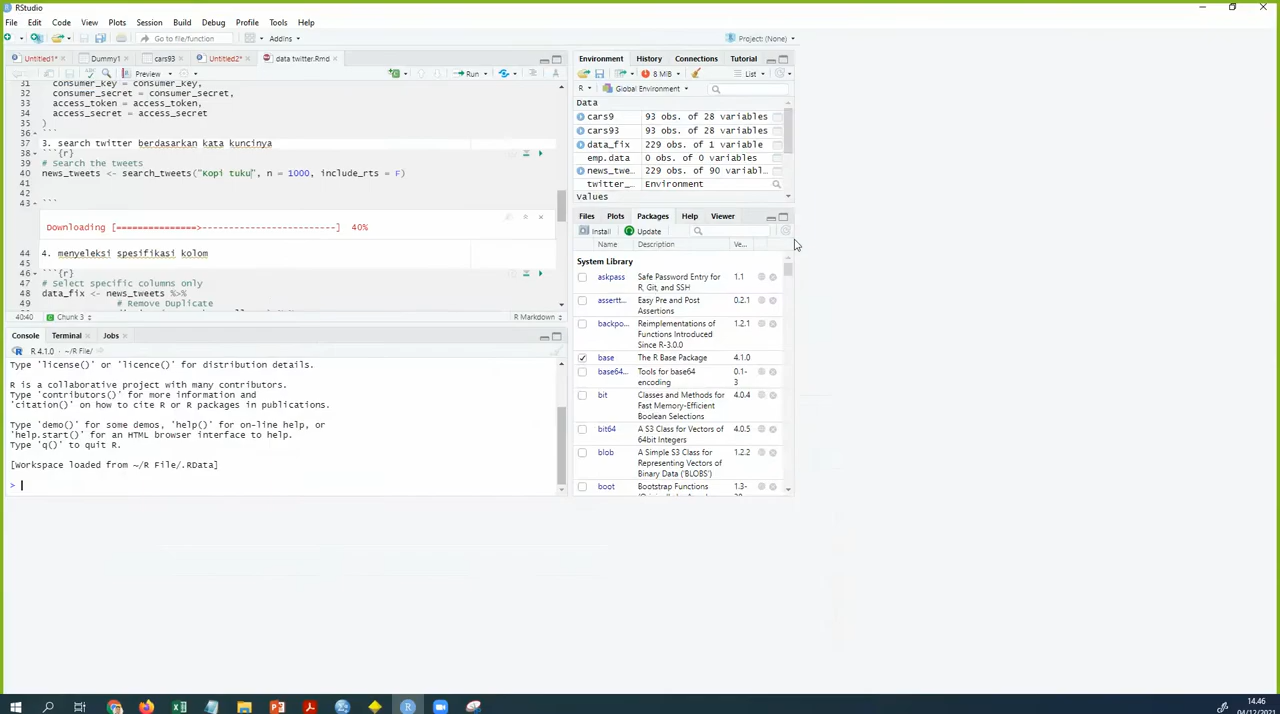 RStudio
File Edit Code View Plots Session Build Debug Profile Tools Help
Go to file/function Addins Project: (None)
Untitled1* Dummy1 cars93 Untitled2* data twitter.Rmd
Preview Run
31 consumer_key = consumer_key,
32 consumer_secret = consumer_secret,
33 access_token = access_token,
34 access_secret = access_secret
35 )
36 ```
37 3. search twitter berdasarkan kata kuncinya
38 ```{r}
39 # Search the tweets
40 news_tweets <- search_tweets("Kopi tuku", n = 1000, include_rts = F)
41
42
43 ```
Downloading [===============>-------------------------] 40%
44 4. menyeleksi spesifikasi kolom
45
46 ```{r}
47 # Select specific columns only
48 data_fix <- news_tweets %>%
49 # Remove Duplicate
40:40 Chunk 3 R Markdown
Console Terminal Jobs
R 4.1.0 · ~/R File/
Type 'license()' or 'licence()' for distribution details.
R is a collaborative project with many contributors.
Type 'contributors()' for more information and
'citation()' on how to cite R or R packages in publications.
Type 'demo()' for some demos, 'help()' for on-line help, or
'help.start()' for an HTML browser interface to help.
Type 'q()' to quit R.
[Workspace loaded from ~/R File/.RData]
>
Environment History Connections Tutorial
8 MiB List
R Global Environment
Data
cars9 93 obs. of 28 variables
cars93 93 obs. of 28 variables
data_fix 229 obs. of 1 variable
emp.data 0 obs. of 0 variables
news_twe… 229 obs. of 90 variabl…
twitter_… Environment
values
Files Plots Packages Help Viewer
Install Update
Name Description Ve...
System Library
askpass Safe Password Entry for R, Git, and SSH 1.1
assertt… Easy Pre and Post Assertions 0.2.1
backpo… Reimplementations of Functions Introduced Since R-3.0.0 1.2.1
base The R Base Package 4.1.0
base64… Tools for base64 encoding 0.1-3
bit Classes and Methods for Fast Memory-Efficient Boolean Selections 4.0.4
bit64 A S3 Class for Vectors of 64bit Integers 4.0.5
blob A Simple S3 Class for Representing Vectors of Binary Data ('BLOBS') 1.2.2
boot Bootstrap Functions 1.3-
14.46
04/12/2021